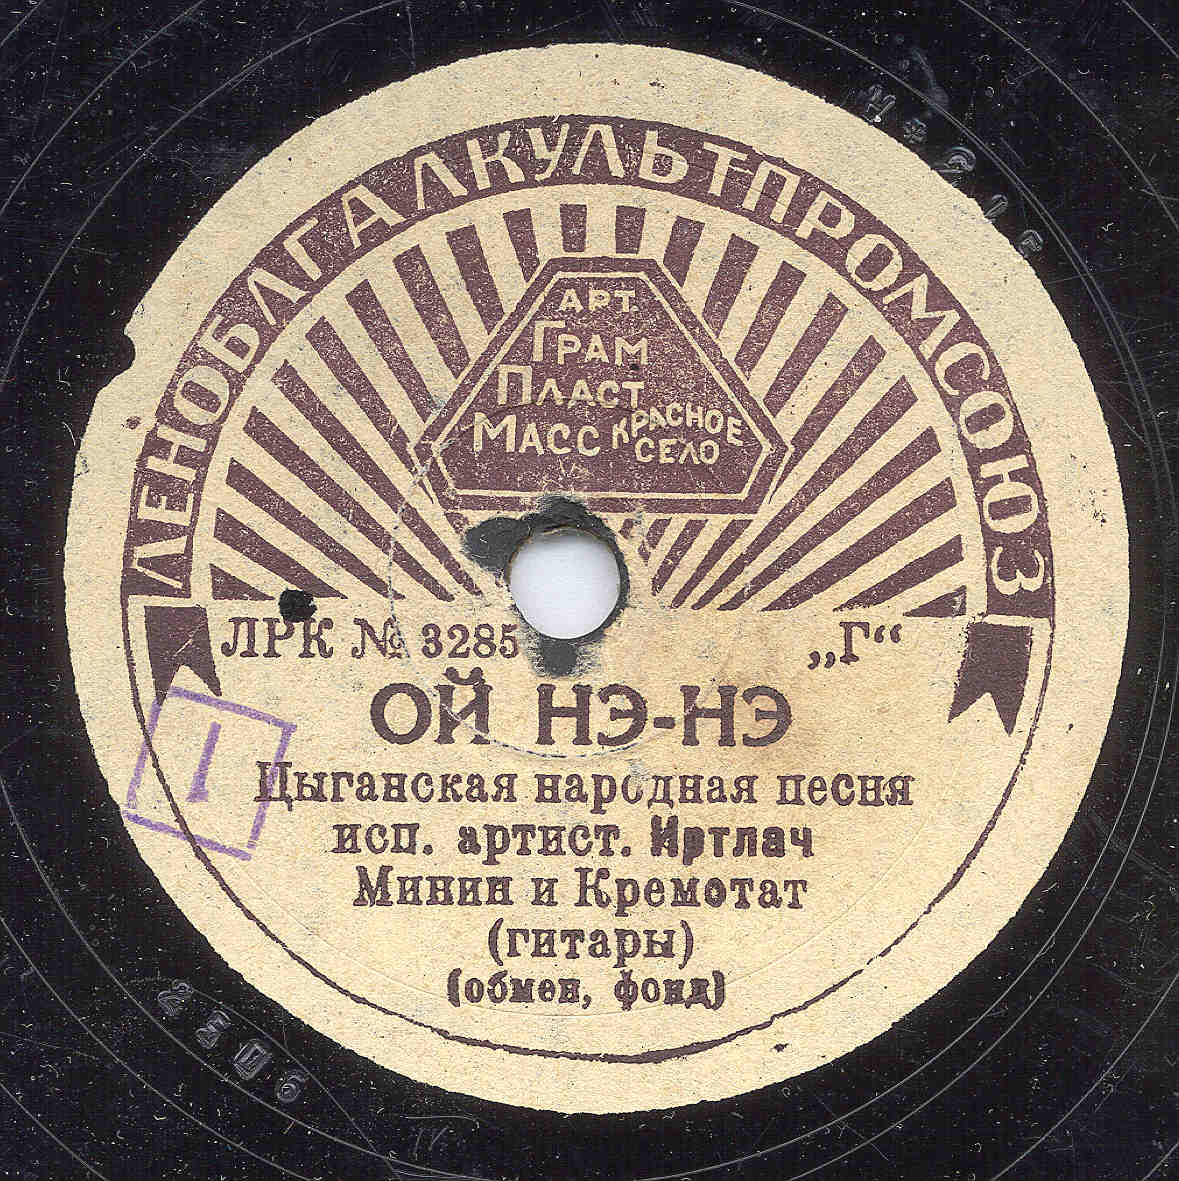 ЛЕНОБЛГАЛКУЛЬТПРОМСОЮЗ
АРТ.
ГРАМ
ПЛАСТ
МАСС КРАСНОЕ
СЕЛО
ЛРК № 3285 „Г“
ОЙ НЭ-НЭ
I
Цыганская народная песня
исп. артист. Иртлач
Минин и Кремотат
(гитары)
(обмен, фонд)
2506